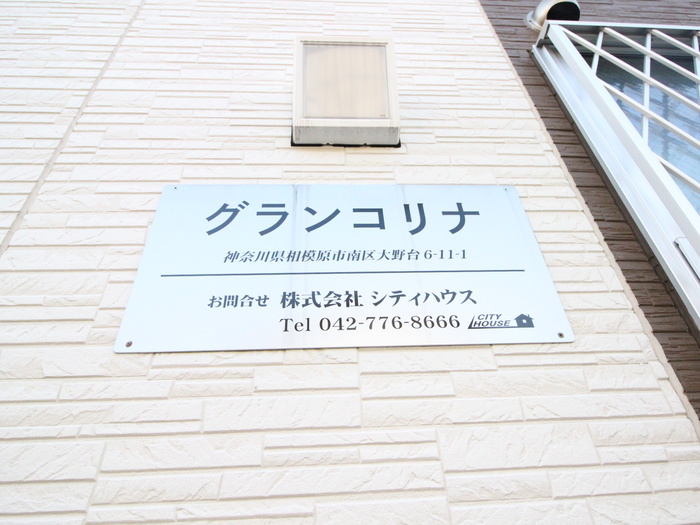 グランコリナ
神奈川県相模原市南区大野台 6-11-1
お問合せ 株式会社 シティハウス
Tel 042-776-8666
CITY
HOUSE